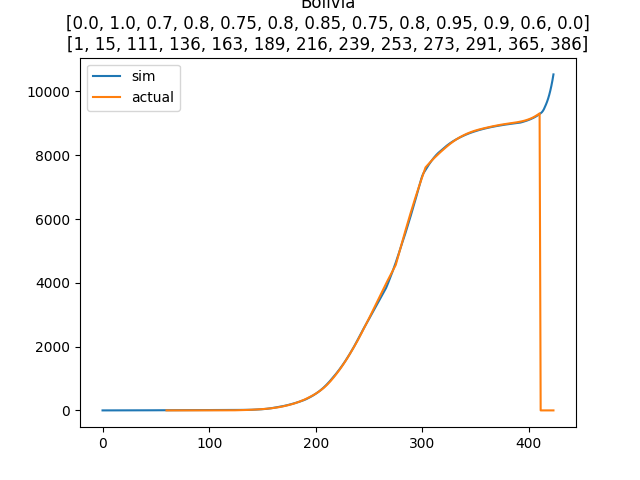 Bolivia
[0.0, 1.0, 0.7, 0.8, 0.75, 0.8, 0.85, 0.75, 0.8, 0.95, 0.9, 0.6, 0.0]
[1, 15, 111, 136, 163, 189, 216, 239, 253, 273, 291, 365, 386]
sim
actual
10000
8000
6000
4000
2000
0
0 100 200 300 400